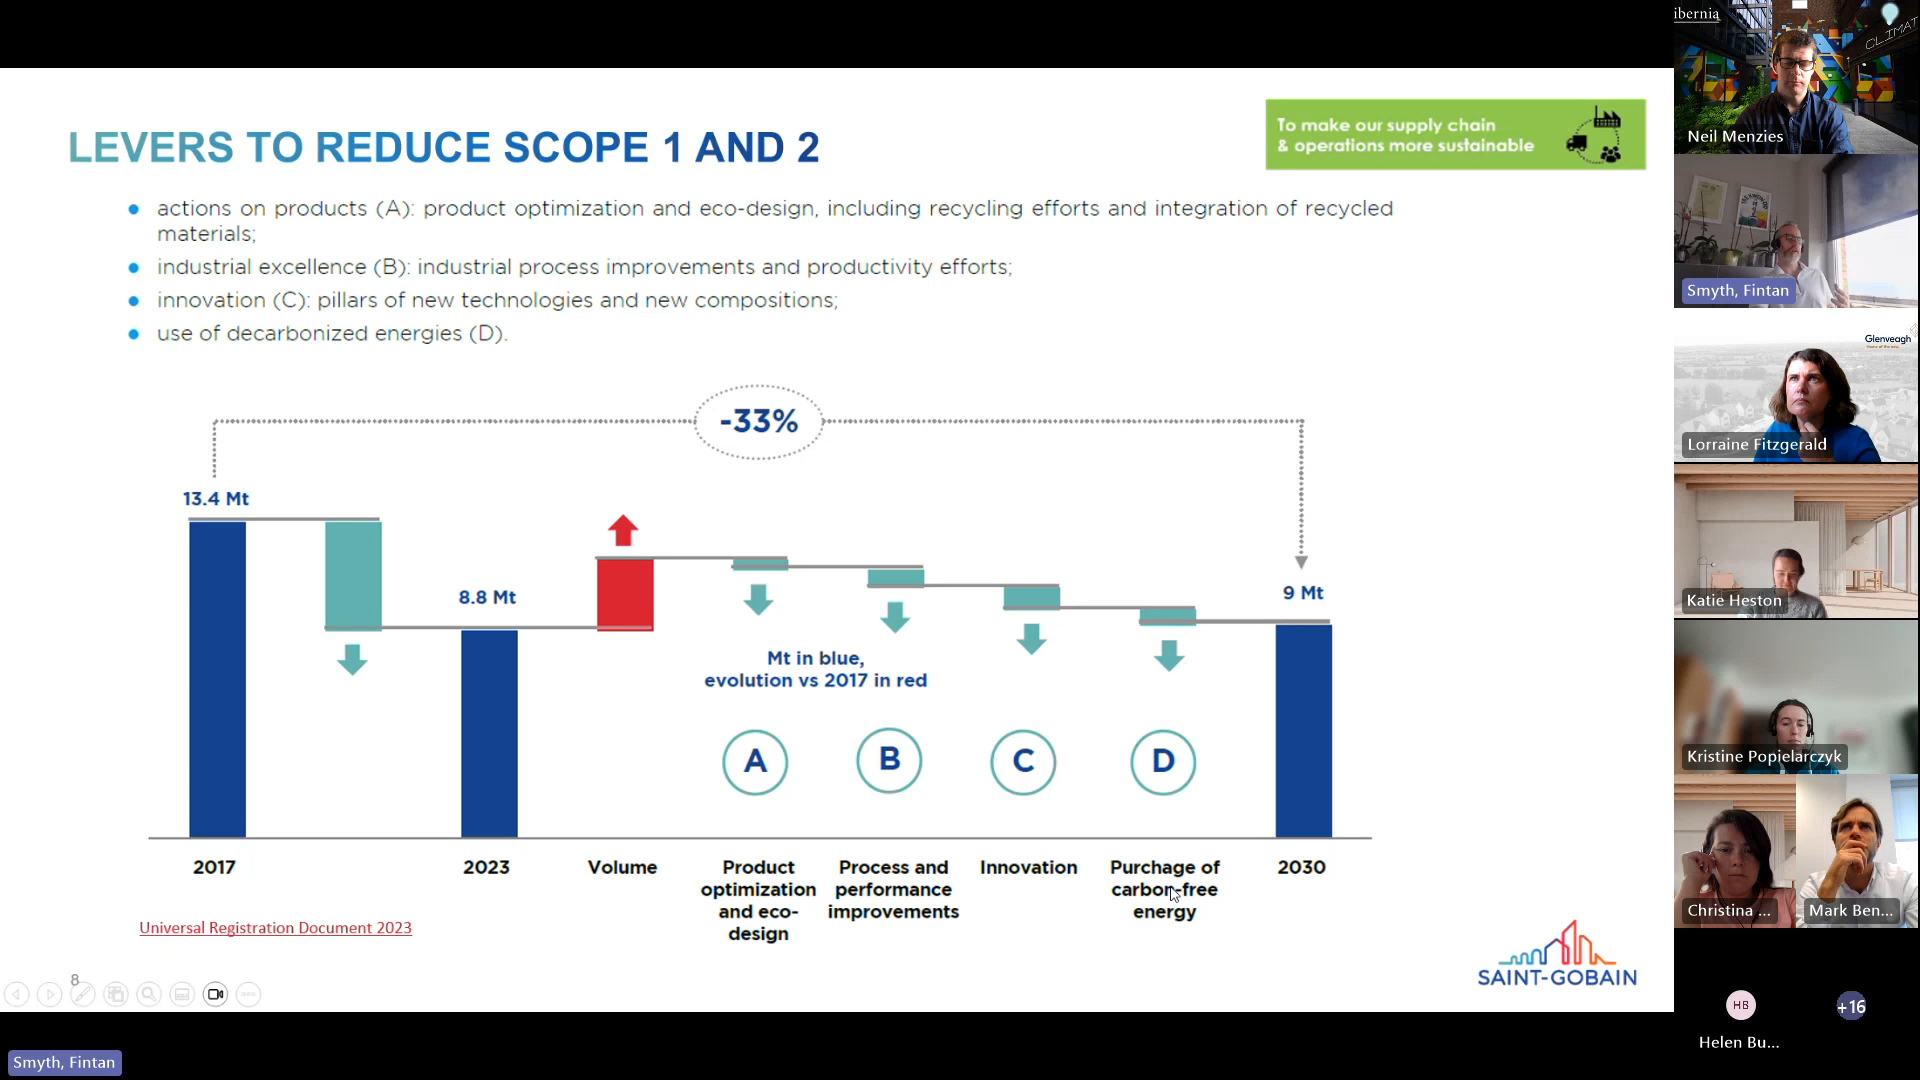 LEVERS TO REDUCE SCOPE 1 AND 2
To make our supply chain
& operations more sustainable
actions on products (A): product optimization and eco-design, including recycling efforts and integration of recycled
materials;
industrial excellence (B): industrial process improvements and productivity efforts;
innovation (C): pillars of new technologies and new compositions;
use of decarbonized energies (D).
-33%
13.4 Mt
8.8 Mt
9 Mt
Mt in blue,
evolution vs 2017 in red
A
B
C
D
2017
2023
Volume
Product
optimization
and eco-
design
Process and
performance
improvements
Innovation
Purchage of
carbon-free
energy
2030
Universal Registration Document 2023
8
SAINT-GOBAIN
Smyth, Fintan
ibernia
CLIMAT
Neil Menzies
Smyth, Fintan
Glenveagh
Lorraine Fitzgerald
Katie Heston
Kristine Popielarczyk
Christina ...
Mark Ben...
HB
+16
Helen Bu...